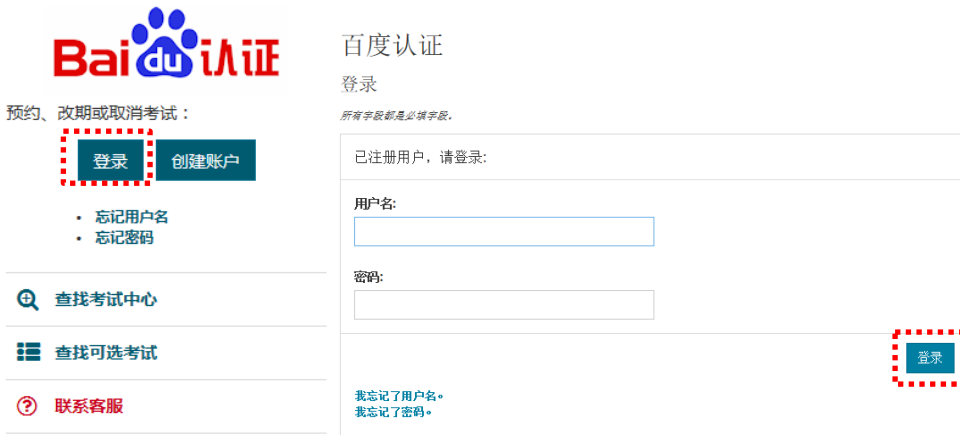 Baidu认证
预约、改期或取消考试：
登录
创建账户
• 忘记用户名
• 忘记密码
查找考试中心
查找可选考试
联系客服
百度认证
登录
所有字段都是必填字段。
已注册用户，请登录:
用户名:
密码:
登录
我忘记了用户名。
我忘记了密码。